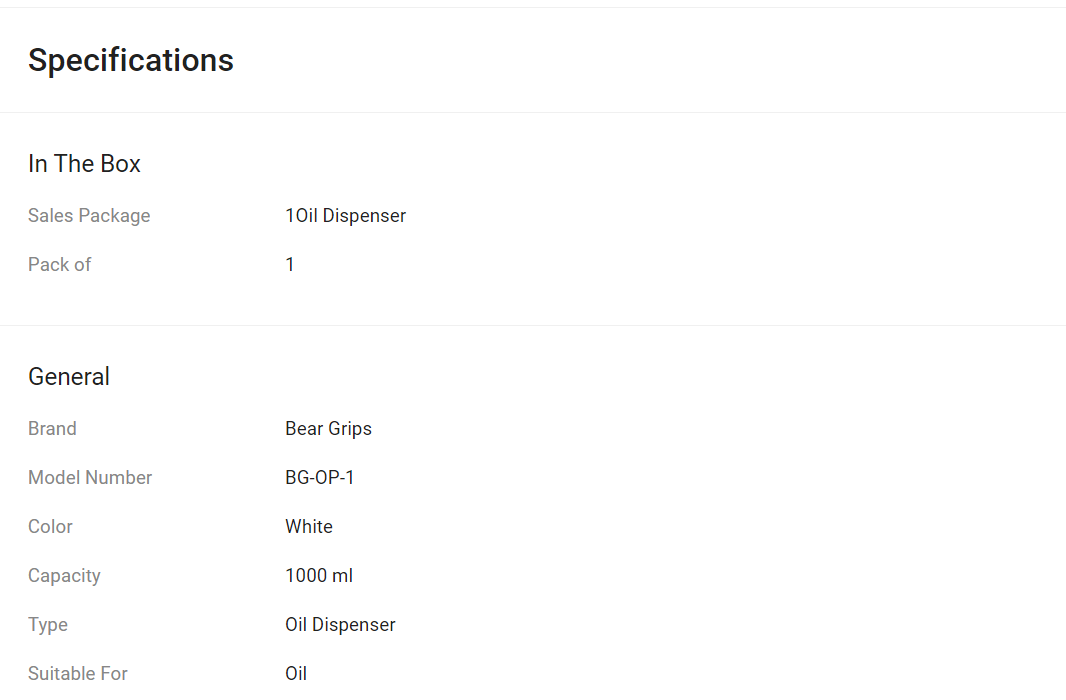 Specifications
In The Box
Sales Package 1Oil Dispenser
Pack of 1
General
Brand Bear Grips
Model Number BG-OP-1
Color White
Capacity 1000 ml
Type Oil Dispenser
Suitable For Oil